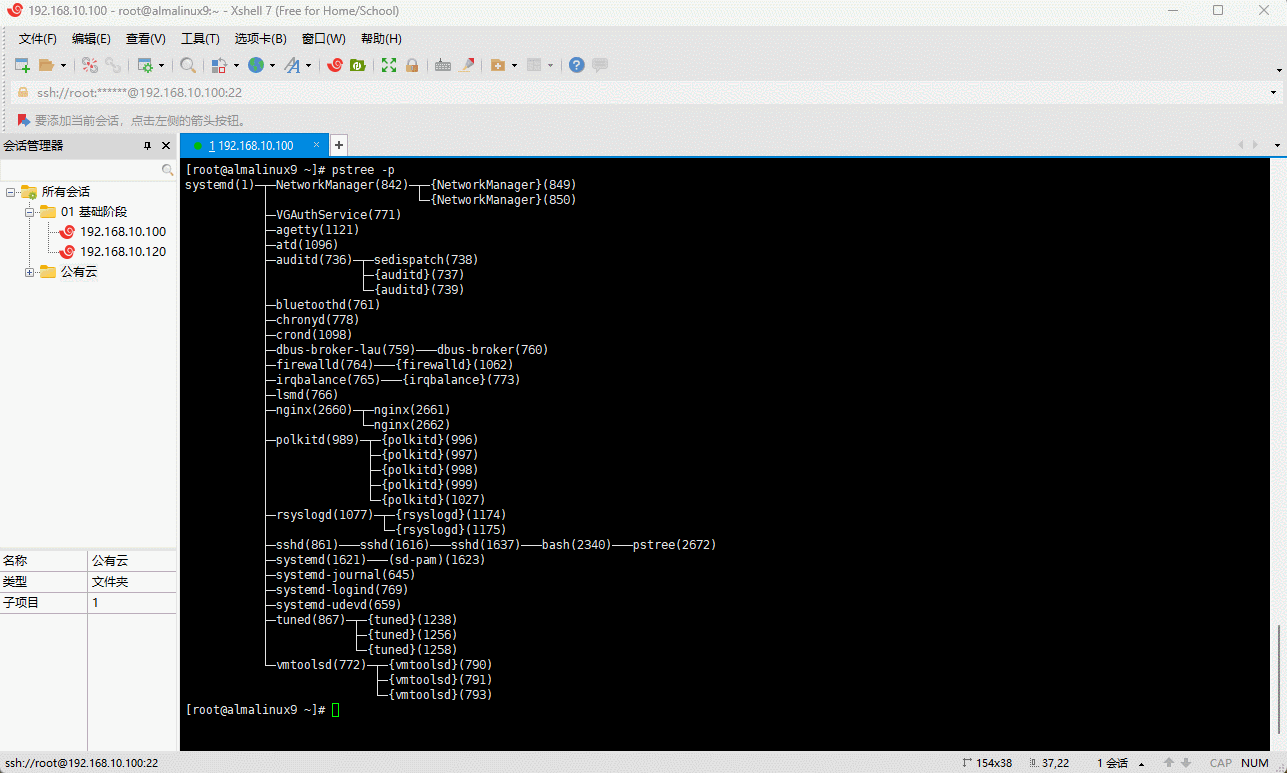 192.168.10.100 - root@almalinux9:~ - Xshell 7 (Free for Home/School)
文件(F) 编辑(E) 查看(V) 工具(T) 选项卡(B) 窗口(W) 帮助(H)
ssh://root:******@192.168.10.100:22
要添加当前会话，点击左侧的箭头按钮。
会话管理器
所有会话
01 基础阶段
192.168.10.100
192.168.10.120
公有云
名称 公有云
类型 文件夹
子项目 1
1 192.168.10.100
[root@almalinux9 ~]# pstree -p
systemd(1)─┬─NetworkManager(842)─┬─{NetworkManager}(849)
           │                     └─{NetworkManager}(850)
           ├─VGAuthService(771)
           ├─agetty(1121)
           ├─atd(1096)
           ├─auditd(736)─┬─sedispatch(738)
           │             ├─{auditd}(737)
           │             └─{auditd}(739)
           ├─bluetoothd(761)
           ├─chronyd(778)
           ├─crond(1098)
           ├─dbus-broker-lau(759)───dbus-broker(760)
           ├─firewalld(764)───{firewalld}(1062)
           ├─irqbalance(765)───{irqbalance}(773)
           ├─lsmd(766)
           ├─nginx(2660)─┬─nginx(2661)
           │             └─nginx(2662)
           ├─polkitd(989)─┬─{polkitd}(996)
           │              ├─{polkitd}(997)
           │              ├─{polkitd}(998)
           │              ├─{polkitd}(999)
           │              └─{polkitd}(1027)
           ├─rsyslogd(1077)─┬─{rsyslogd}(1174)
           │                └─{rsyslogd}(1175)
           ├─sshd(861)───sshd(1616)───sshd(1637)───bash(2340)───pstree(2672)
           ├─systemd(1621)───(sd-pam)(1623)
           ├─systemd-journal(645)
           ├─systemd-logind(769)
           ├─systemd-udevd(659)
           ├─tuned(867)─┬─{tuned}(1238)
           │            ├─{tuned}(1256)
           │            └─{tuned}(1258)
           └─vmtoolsd(772)─┬─{vmtoolsd}(790)
                           ├─{vmtoolsd}(791)
                           └─{vmtoolsd}(793)
[root@almalinux9 ~]#
ssh://root@192.168.10.100:22 154x38 37,22 1 会话 CAP NUM